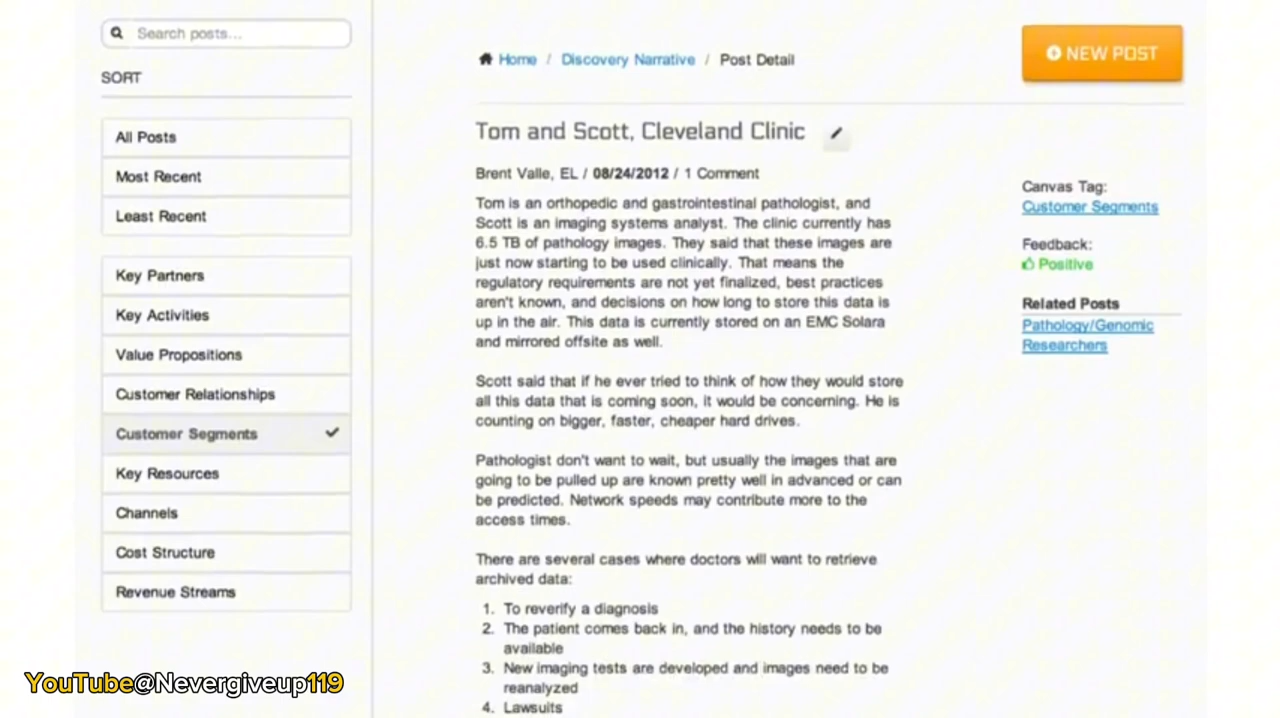 Search posts...
SORT
All Posts
Most Recent
Least Recent
Key Partners
Key Activities
Value Propositions
Customer Relationships
Customer Segments
Key Resources
Channels
Cost Structure
Revenue Streams
Home / Discovery Narrative / Post Detail
NEW POST
Tom and Scott, Cleveland Clinic
Brent Valle, EL / 08/24/2012 / 1 Comment
Tom is an orthopedic and gastrointestinal pathologist, and
Scott is an imaging systems analyst. The clinic currently has
6.5 TB of pathology images. They said that these images are
just now starting to be used clinically. That means the
regulatory requirements are not yet finalized, best practices
aren't known, and decisions on how long to store this data is
up in the air. This data is currently stored on an EMC Solara
and mirrored offsite as well.
Scott said that if he ever tried to think of how they would store
all this data that is coming soon, it would be concerning. He is
counting on bigger, faster, cheaper hard drives.
Pathologist don't want to wait, but usually the images that are
going to be pulled up are known pretty well in advanced or can
be predicted. Network speeds may contribute more to the
access times.
There are several cases where doctors will want to retrieve
archived data:
1. To reverify a diagnosis
2. The patient comes back in, and the history needs to be
available
3. New imaging tests are developed and images need to be
reanalyzed
4. Lawsuits
Canvas Tag:
Customer Segments
Feedback:
Positive
Related Posts
Pathology/Genomic
Researchers
YouTube@Nevergiveup119